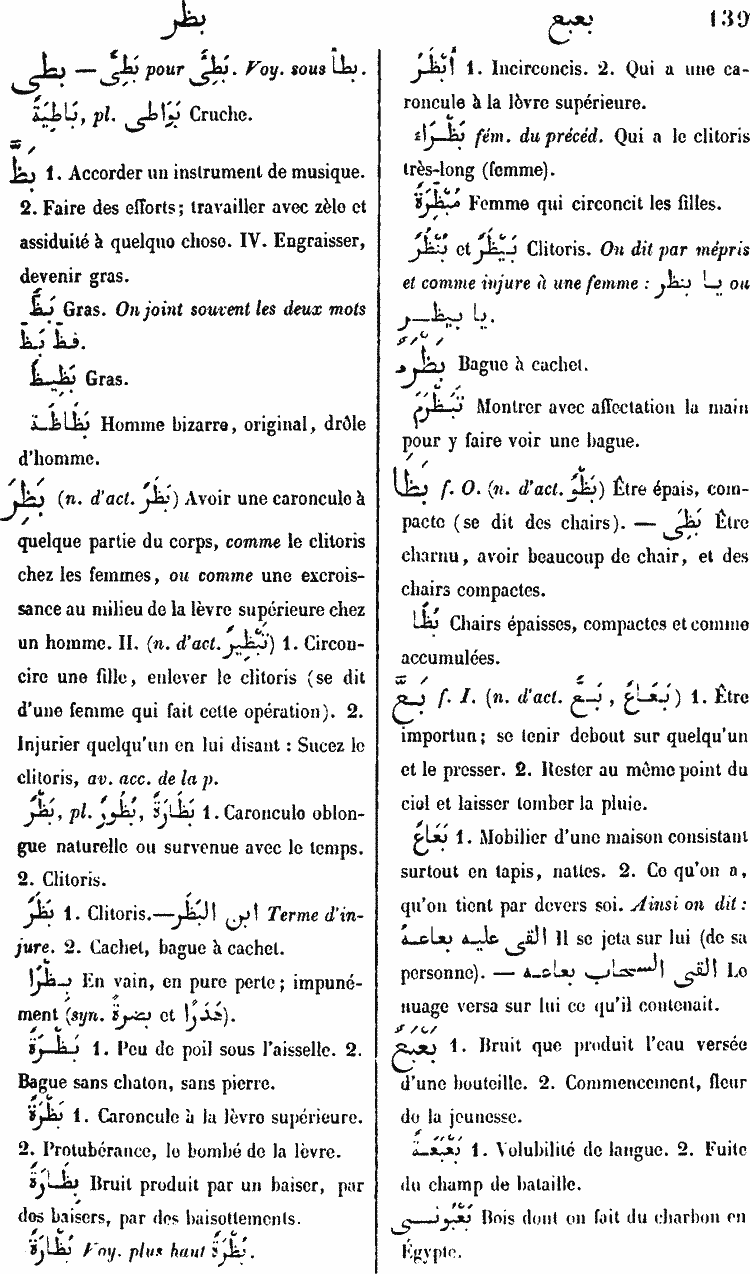 بظر
بعبع 139
بطى — بَطِىَّ pour بَطِىَّ. Voy. sous بطأ.
بَاطِيَةٌ, pl. بَوَاطى Cruche.
بَظَّ 1. Accorder un instrument de musique.
2. Faire des efforts; travailler avec zèle et
assiduité à quelque chose. IV. Engraisser,
devenir gras.
بَظٌّ Gras. On joint souvent les deux mots
فظّ بَظّ.
بَظِيظٌ Gras.
بَظَاظَة Homme bizarre, original, drôle
d'homme.
بَظِرَ (n. d'act. بَظَرٌ) Avoir une caroncule à
quelque partie du corps, comme le clitoris
chez les femmes, ou comme une excrois-
sance au milieu de la lèvre supérieure chez
un homme. II. (n. d'act. تَبْظِيرٌ) 1. Circon-
cire une fille, enlever le clitoris (se dit
d'une femme qui fait cette opération). 2.
Injurier quelqu'un en lui disant : Sucez le
clitoris, av. acc. de la p.
بَظْرٌ, pl. بُظُورٌ, بُظَارَةٌ 1. Caroncule oblon-
gue naturelle ou survenue avec le temps.
2. Clitoris.
بَظْرٌ 1. Clitoris.—ابن البَظْر Terme d'in-
jure. 2. Cachet, bague à cachet.
بِظْرًا En vain, en pure perte; impuné-
ment (syn. بضرة et هَدَرًا).
بَظْرَةٌ 1. Peu de poil sous l'aisselle. 2.
Bague sans chaton, sans pierre.
بُظْرَةٌ 1. Caroncule à la lèvre supérieure.
2. Protubérance, le bombé de la lèvre.
بَظَارَةٌ Bruit produit par un baiser, par
des baisers, par des baisottements.
بُظَارَةٌ Voy. plus haut بُظْرَةٌ.
أَبْظَرُ 1. Incirconcis. 2. Qui a une ca-
roncule à la lèvre supérieure.
بَظْرَاءُ fém. du précéd. Qui a le clitoris
très-long (femme).
مُبَظِّرَةٌ Femme qui circoncit les filles.
بُنْظُرٌ et بَيْظَرٌ Clitoris. On dit par mépris
et comme injure à une femme : يا بنظر ou
يا بيظر.
بَظْرَمٌ Bague à cachet.
تَبَظْرَمَ Montrer avec affectation la main
pour y faire voir une bague.
بَظَا f. O. (n. d'act. بَظْوٌ) Être épais, com-
pacte (se dit des chairs). — بَظِىَ Être
charnu, avoir beaucoup de chair, et des
chairs compactes.
بَظًا Chairs épaisses, compactes et comme
accumulées.
بَعَّ f. I. (n. d'act. بَعٌّ, بَعَاعٌ) 1. Être
importun; se tenir debout sur quelqu'un
et le presser. 2. Rester au même point du
ciel et laisser tomber la pluie.
بَعَاعٌ 1. Mobilier d'une maison consistant
surtout en tapis, nattes. 2. Ce qu'on a,
qu'on tient par devers soi. Ainsi on dit :
القى عليه بعاعهُ Il se jeta sur lui (de sa
personne). — القى السحاب بعاعه Le
nuage versa sur lui ce qu'il contenait.
بَعْبَعٌ 1. Bruit que produit l'eau versée
d'une bouteille. 2. Commencement, fleur
de la jeunesse.
بَعْبَعَةٌ 1. Volubilité de langue. 2. Fuite
du champ de bataille.
Bois dont on fait du charbon en
Égypte.